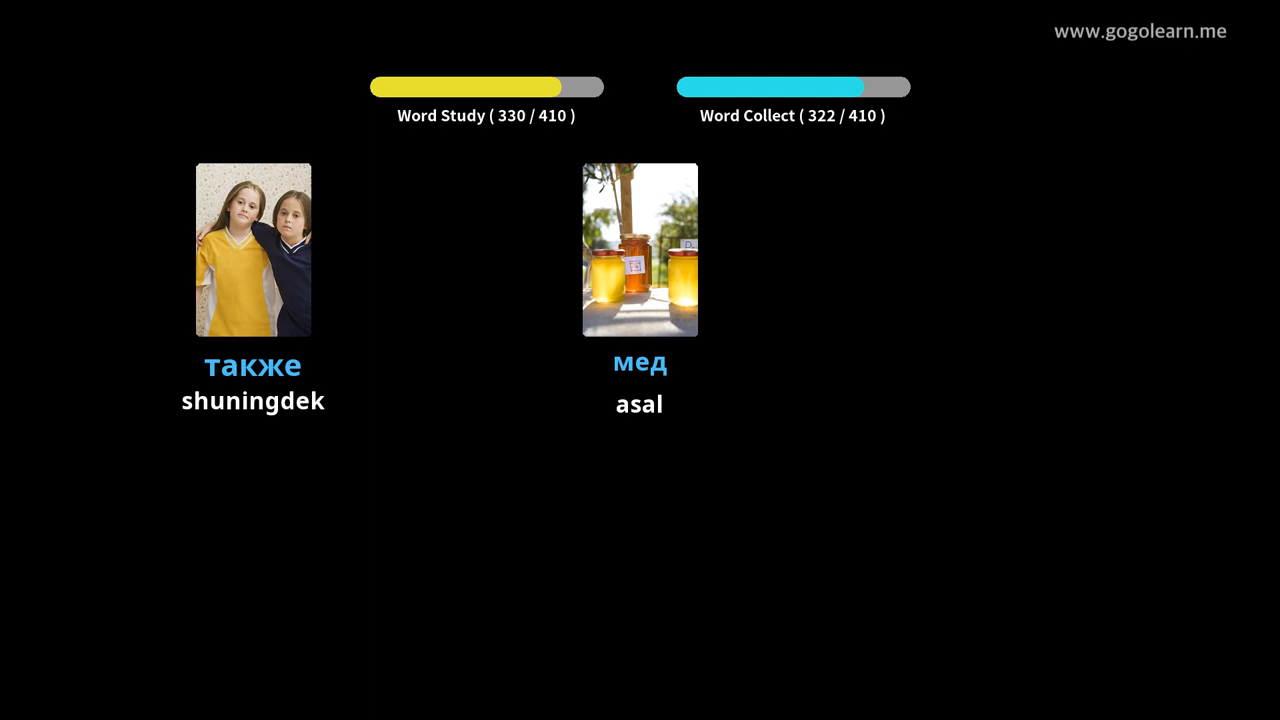 www.gogolearn.me
Word Study ( 330 / 410 )
Word Collect ( 322 / 410 )
также
shuningdek
мед
asal